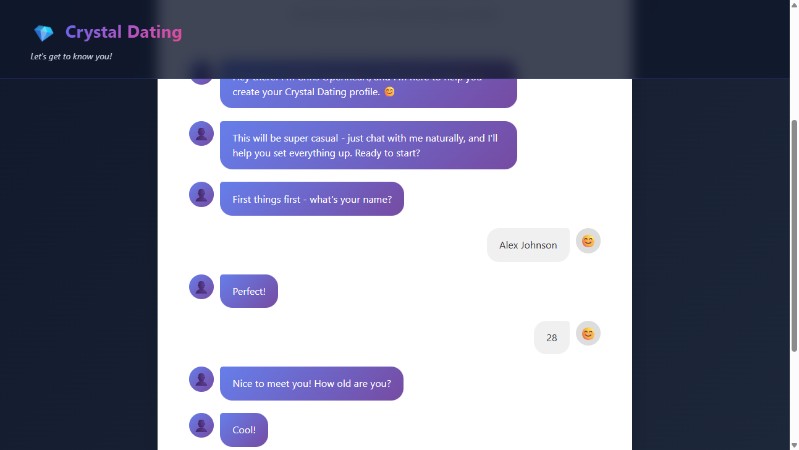 Crystal Dating
Let's get to know you!
create your Crystal Dating profile. 😊
This will be super casual - just chat with me naturally, and I'll
help you set everything up. Ready to start?
First things first - what's your name?
Alex Johnson
Perfect!
28
Nice to meet you! How old are you?
Cool!